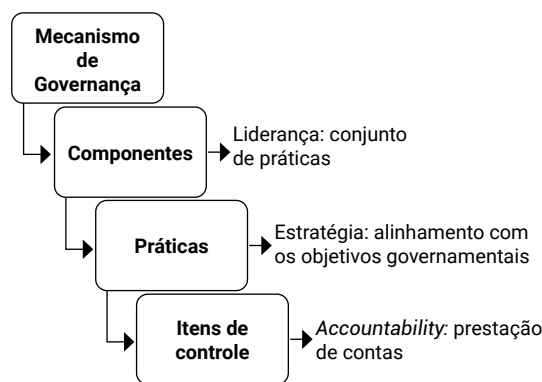 Mecanismo
de
Governança
Componentes
Liderança: conjunto
de práticas
Práticas
Estratégia: alinhamento com
os objetivos governamentais
Itens de
controle
Accountability: prestação
de contas